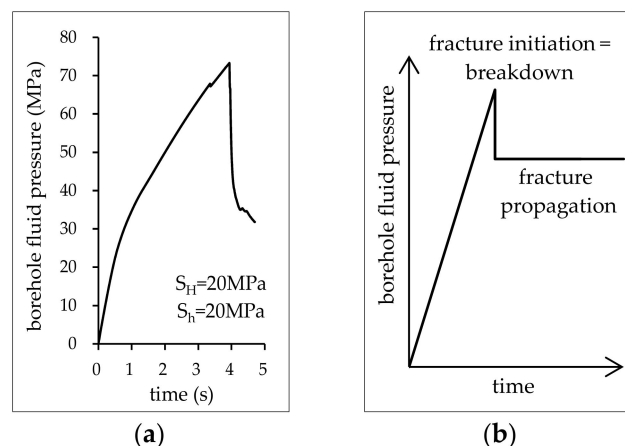 80
70
60
50
40
30
20
10
0
borehole fluid pressure (MPa)
S_H=20MPa
S_h=20MPa
0 1 2 3 4 5
time (s)
(a)
fracture initiation =
breakdown
borehole fluid pressure
fracture
propagation
time
(b)